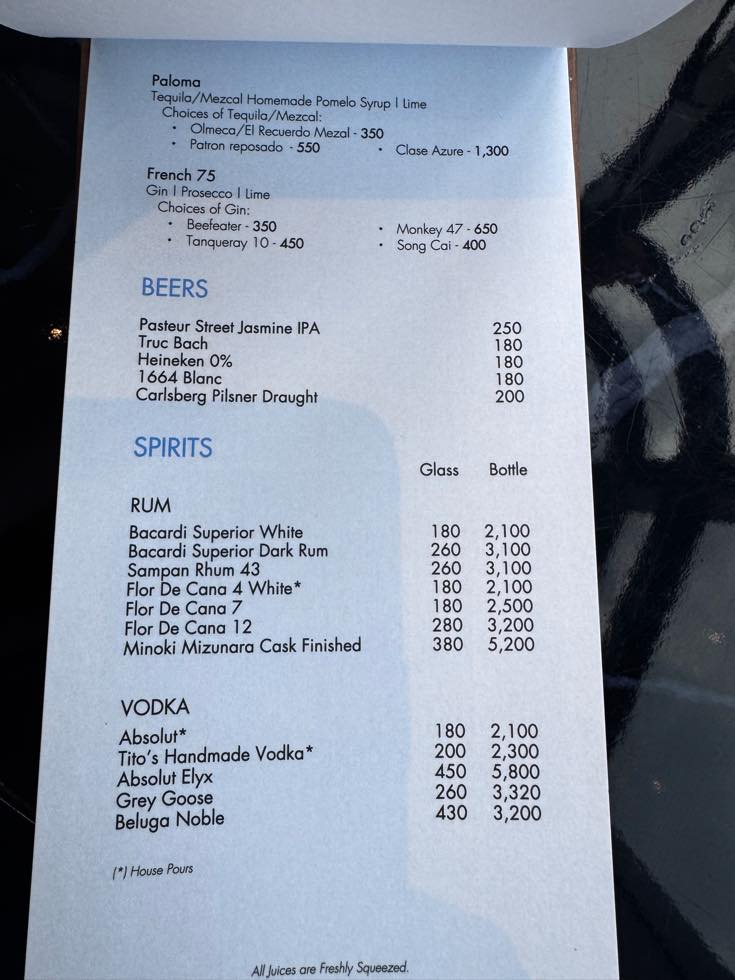 Paloma
Tequila/Mezcal Homemade Pomelo Syrup | Lime
Choices of Tequila/Mezcal:
• Olmeca/El Recuerdo Mezal - 350
• Patron reposado - 550 • Clase Azure - 1,300
French 75
Gin | Prosecco | Lime
Choices of Gin:
• Beefeater - 350 • Monkey 47 - 650
• Tanqueray 10 - 450 • Song Cai - 400
BEERS
Pasteur Street Jasmine IPA 250
Truc Bach 180
Heineken 0% 180
1664 Blanc 180
Carlsberg Pilsner Draught 200
SPIRITS
Glass Bottle
RUM
Bacardi Superior White 180 2,100
Bacardi Superior Dark Rum 260 3,100
Sampan Rhum 43 260 3,100
Flor De Cana 4 White* 180 2,100
Flor De Cana 7 180 2,500
Flor De Cana 12 280 3,200
Minoki Mizunara Cask Finished 380 5,200
VODKA
Absolut* 180 2,100
Tito's Handmade Vodka* 200 2,300
Absolut Elyx 450 5,800
Grey Goose 260 3,320
Beluga Noble 430 3,200
(*) House Pours
All Juices are Freshly Squeezed.